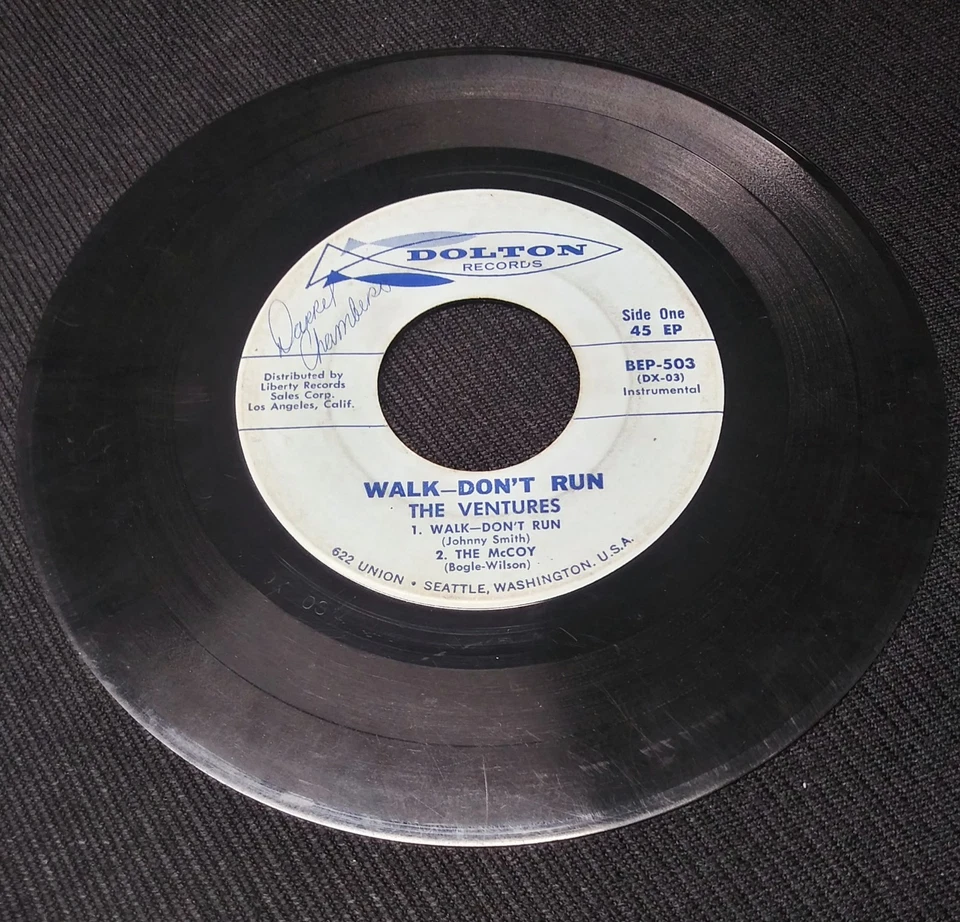 DOLTON
RECORDS
Darrel
Chambers
Side One
45 EP
BEP-503
(DX-03)
Instrumental
Distributed by
Liberty Records
Sales Corp.
Los Angeles, Calif.
WALK—DON'T RUN
THE VENTURES
1. WALK—DON'T RUN
(Johnny Smith)
2. THE McCOY
(Bogle-Wilson)
622 UNION • SEATTLE, WASHINGTON. U.S.A.